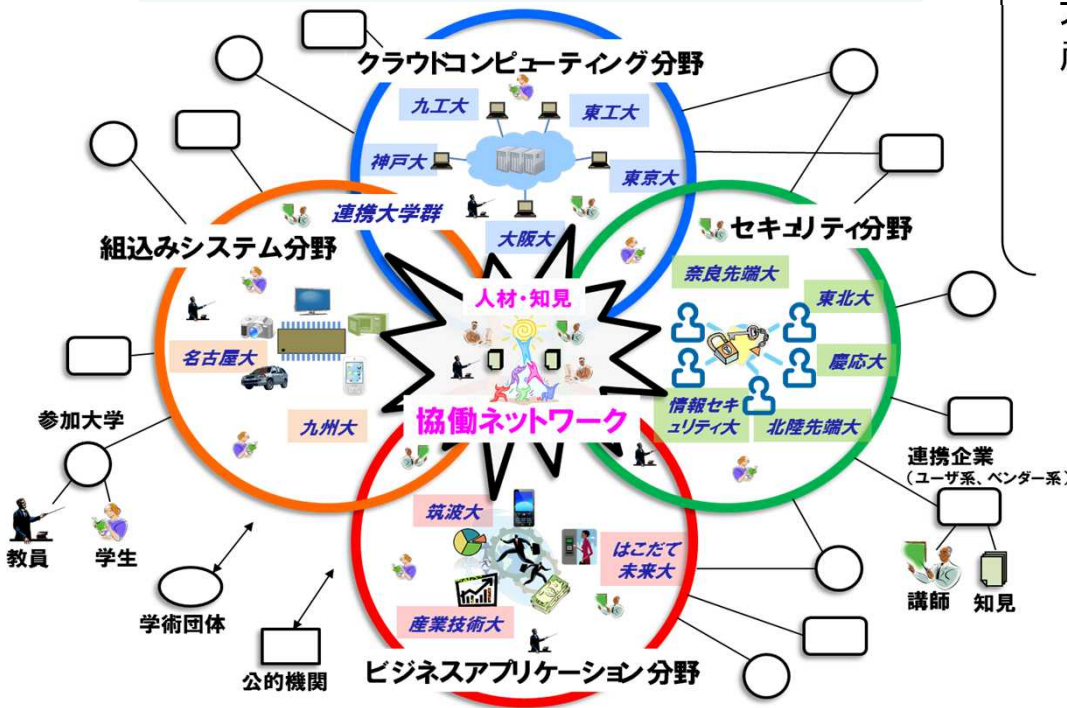 クラウドコンピューティング分野
九工大
東工大
神戸大
東京大
連携大学群
大阪大
組込みシステム分野
セキュリティ分野
奈良先端大
人材・知見
東北大
名古屋大
慶応大
情報セキ
ュリティ大
北陸先端大
九州大
協働ネットワーク
参加大学
連携企業
（ユーザ系、ベンダー系）
筑波大
はこだて
未来大
教員
学生
講師
知見
学術団体
産業技術大
公的機関
ビジネスアプリケーション分野